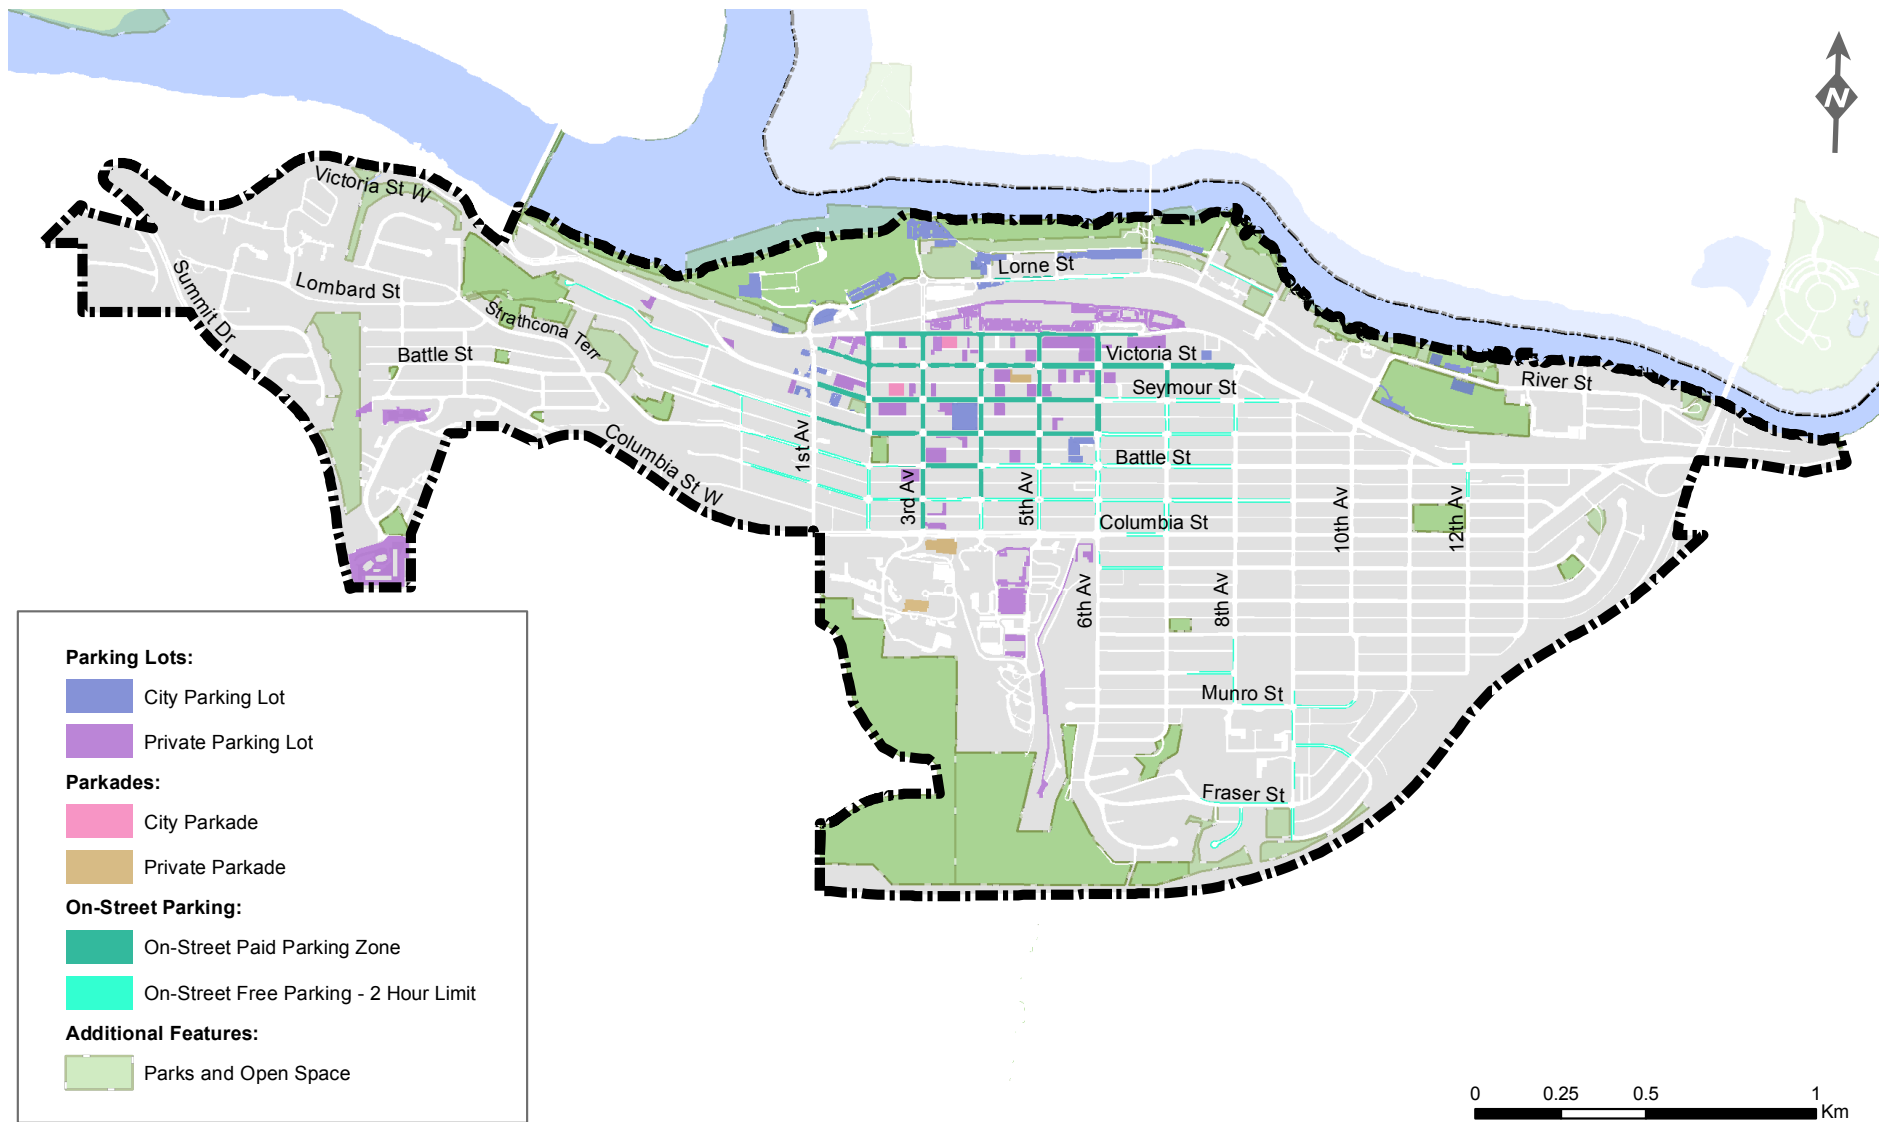 N
Victoria St W
Summit Dr
Lombard St
Strathcona Terr
Battle St
Columbia St W
Lorne St
Victoria St
Seymour St
River St
1st Av
Battle St
3rd Av
5th Av
Columbia St
10th Av
12th Av
6th Av
8th Av
Munro St
Fraser St
Parking Lots:
City Parking Lot
Private Parking Lot
Parkades:
City Parkade
Private Parkade
On-Street Parking:
On-Street Paid Parking Zone
On-Street Free Parking - 2 Hour Limit
Additional Features:
Parks and Open Space
0 0.25 0.5 1
Km